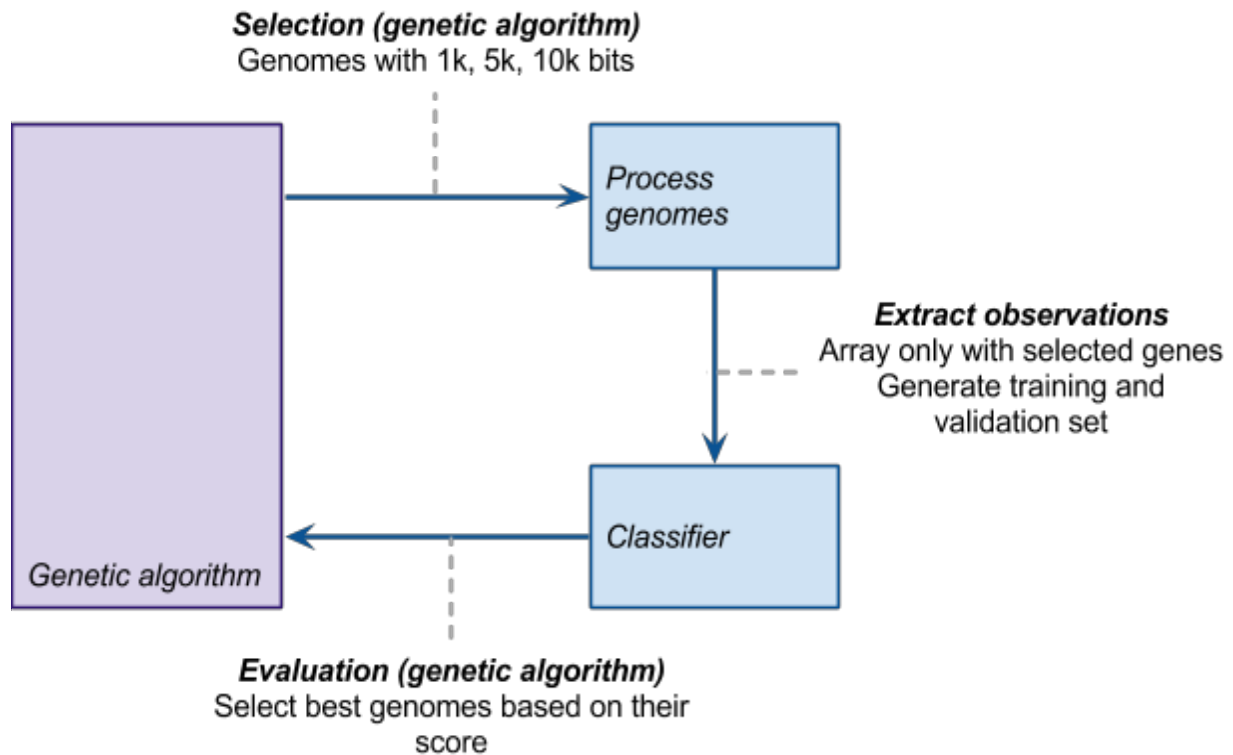 Selection (genetic algorithm)
Genomes with 1k, 5k, 10k bits
Process
genomes
Extract observations
Array only with selected genes
Generate training and
validation set
Classifier
Genetic algorithm
Evaluation (genetic algorithm)
Select best genomes based on their
score